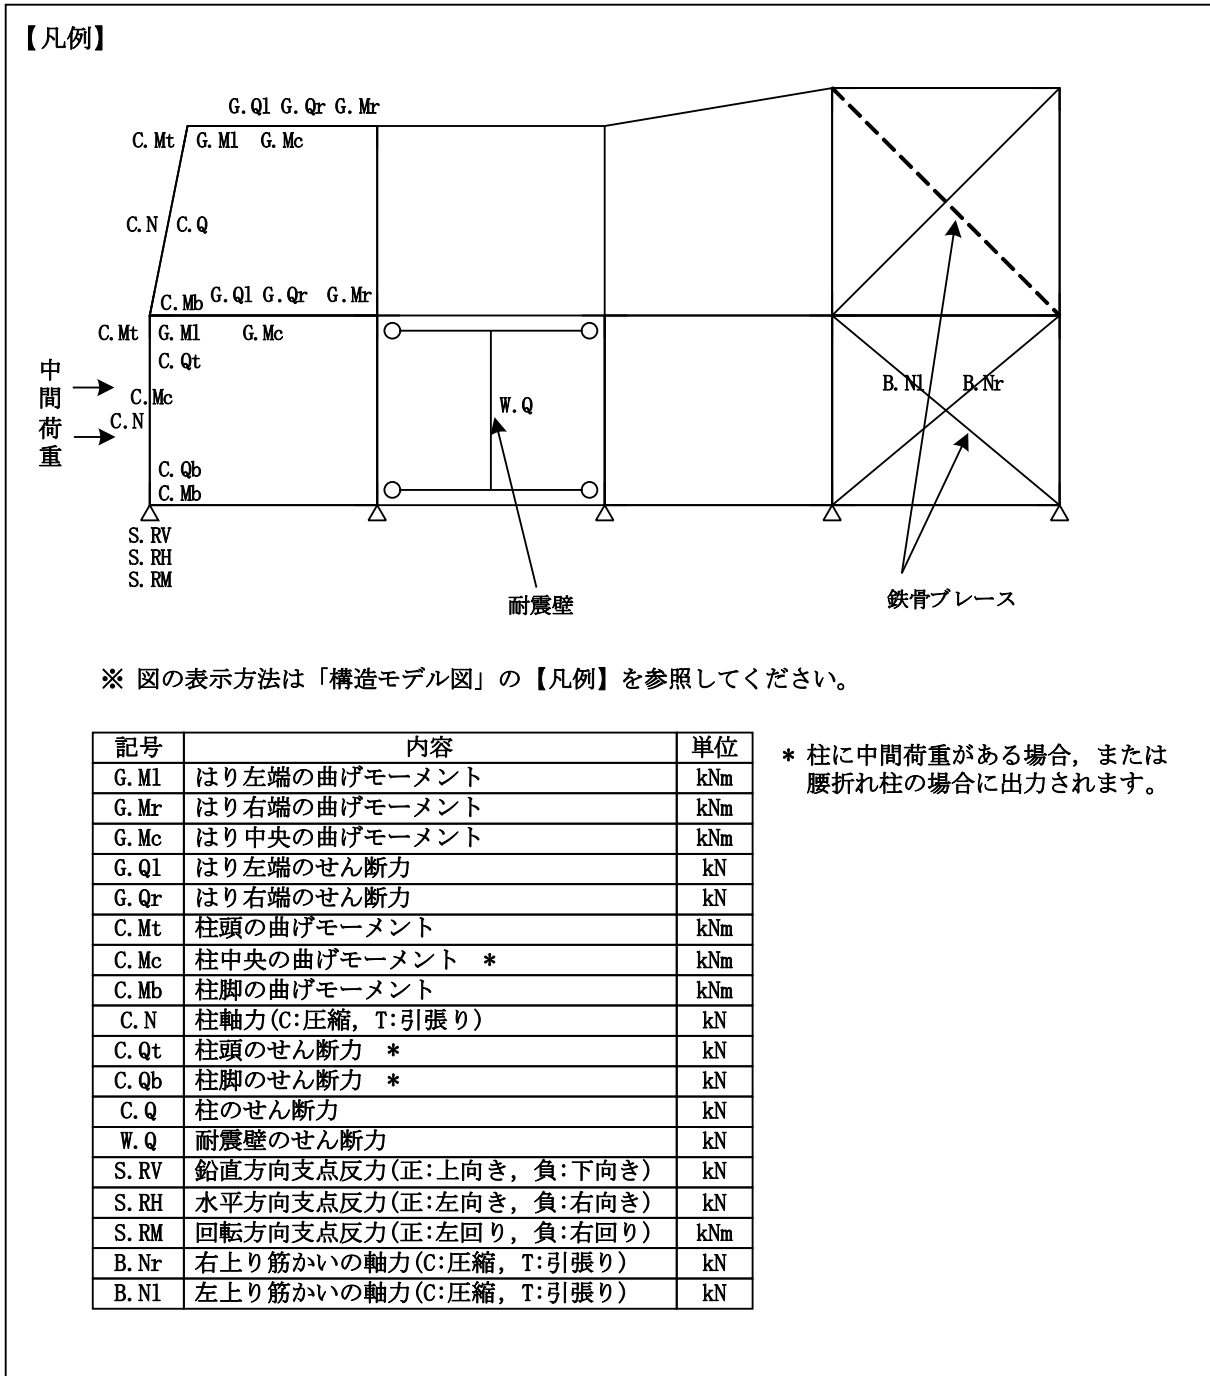 【凡例】
G.Ql G.Qr G.Mr
C.Mt G.Ml G.Mc
C.N C.Q
C.Mb G.Ql G.Qr G.Mr
C.Mt G.Ml G.Mc
C.Qt
中間荷重
C.Mc
C.N
W.Q
B.Nl B.Nr
C.Qb
C.Mb
S.RV
S.RH
S.RM
耐震壁
鉄骨ブレース
※ 図の表示方法は「構造モデル図」の【凡例】を参照してください。
記号 内容 単位
G.Ml はり左端の曲げモーメント kNm
G.Mr はり右端の曲げモーメント kNm
G.Mc はり中央の曲げモーメント kNm
G.Ql はり左端のせん断力 kN
G.Qr はり右端のせん断力 kN
C.Mt 柱頭の曲げモーメント kNm
C.Mc 柱中央の曲げモーメント * kNm
C.Mb 柱脚の曲げモーメント kNm
C.N 柱軸力(C:圧縮, T:引張り) kN
C.Qt 柱頭のせん断力 * kN
C.Qb 柱脚のせん断力 * kN
C.Q 柱のせん断力 kN
W.Q 耐震壁のせん断力 kN
S.RV 鉛直方向支点反力(正:上向き, 負:下向き) kN
S.RH 水平方向支点反力(正:左向き, 負:右向き) kN
S.RM 回転方向支点反力(正:左回り, 負:右回り) kNm
B.Nr 右上り筋かいの軸力(C:圧縮, T:引張り) kN
B.Nl 左上り筋かいの軸力(C:圧縮, T:引張り) kN
* 柱に中間荷重がある場合, または
腰折れ柱の場合に出力されます。